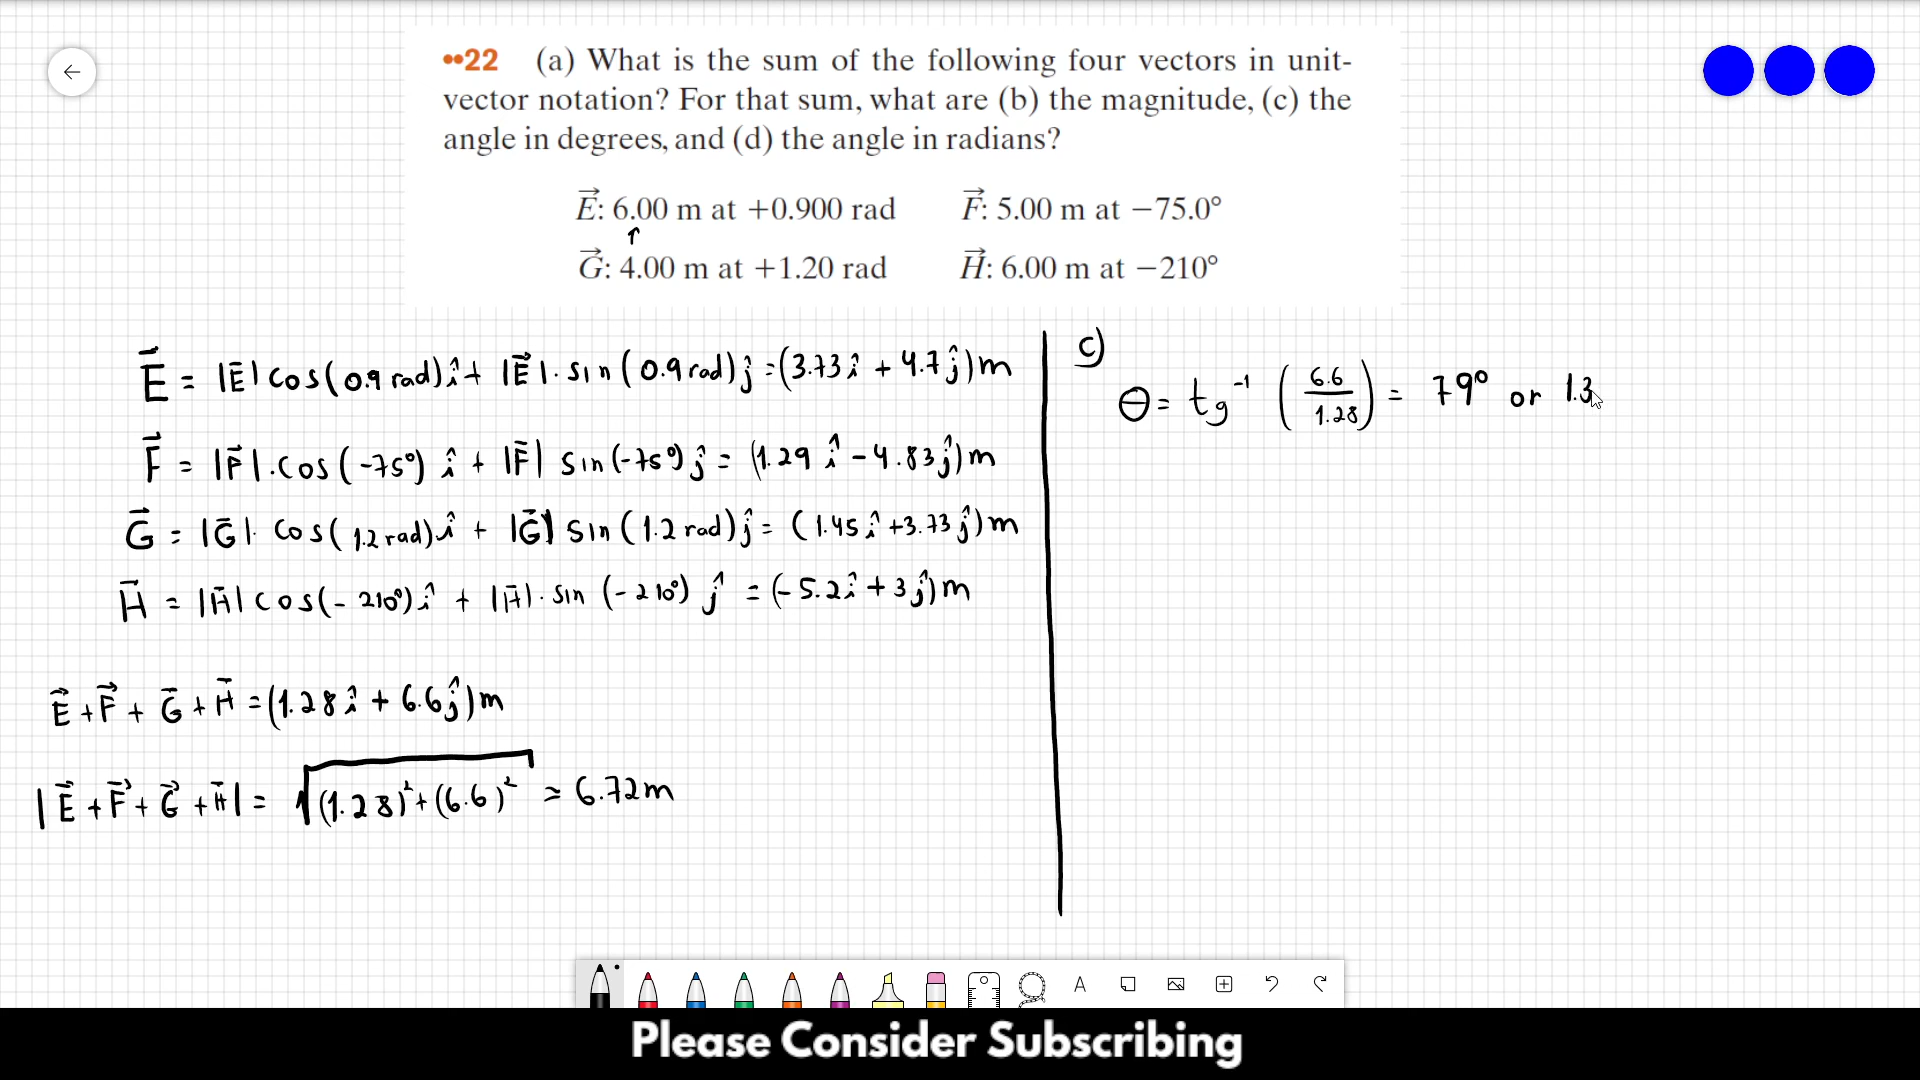 ••22 (a) What is the sum of the following four vectors in unit-
vector notation? For that sum, what are (b) the magnitude, (c) the
angle in degrees, and (d) the angle in radians?
E⃗: 6.00 m at +0.900 rad F⃗: 5.00 m at −75.0°
G⃗: 4.00 m at +1.20 rad H⃗: 6.00 m at −210°
E⃗ = |E⃗| cos(0.9 rad) î + |E⃗| · sin(0.9 rad) ĵ = (3.73 î + 4.7 ĵ) m
F⃗ = |F⃗| · cos(-75°) î + |F⃗| sin(-75°) ĵ = (1.29 î - 4.83 ĵ) m
G⃗ = |G⃗| · cos(1.2 rad) î + |G⃗| sin(1.2 rad) ĵ = (1.45 î + 3.73 ĵ) m
H⃗ = |H⃗| cos(-210°) î + |H⃗| · sin(-210°) ĵ = (-5.2 î + 3 ĵ) m
E⃗ + F⃗ + G⃗ + H⃗ = (1.28 î + 6.6 ĵ) m
|E⃗ + F⃗ + G⃗ + H⃗| = √((1.28)² + (6.6)²) ≃ 6.72 m
c)
θ = tg⁻¹ (6.6/1.28) = 79° or 1.3
A
Please Consider Subscribing